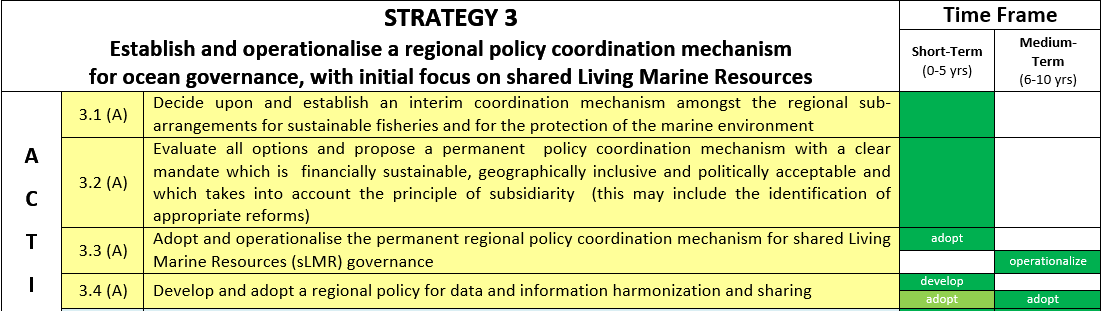 STRATEGY 3
Establish and operationalise a regional policy coordination mechanism
for ocean governance, with initial focus on shared Living Marine Resources
Time Frame
Short-Term
(0-5 yrs)
Medium-
Term
(6-10 yrs)
A
C
T
I
3.1 (A)
Decide upon and establish an interim coordination mechanism amongst the regional sub-
arrangements for sustainable fisheries and for the protection of the marine environment
3.2 (A)
Evaluate all options and propose a permanent policy coordination mechanism with a clear
mandate which is financially sustainable, geographically inclusive and politically acceptable and
which takes into account the principle of subsidiarity (this may include the identification of
appropriate reforms)
3.3 (A)
Adopt and operationalise the permanent regional policy coordination mechanism for shared Living
Marine Resources (sLMR) governance
adopt
operationalize
3.4 (A)
Develop and adopt a regional policy for data and information harmonization and sharing
develop
adopt
adopt